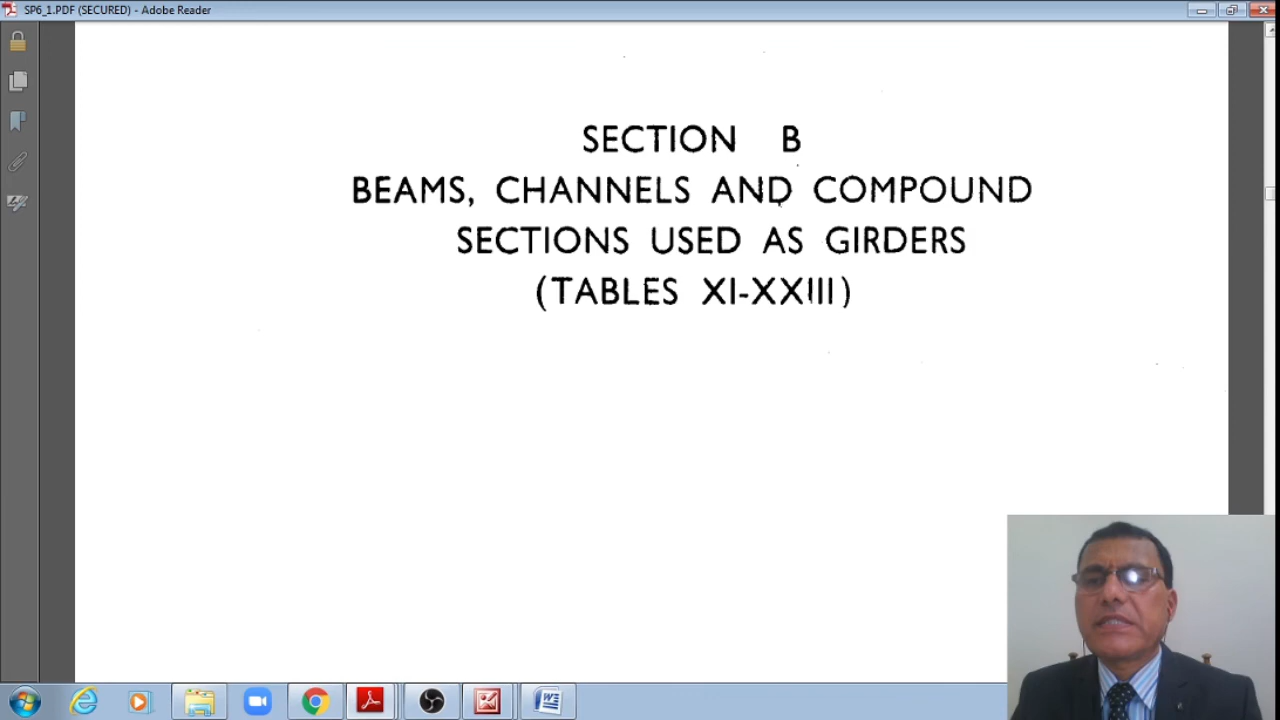 SP6_1.PDF (SECURED) - Adobe Reader
SECTION B
BEAMS, CHANNELS AND COMPOUND
SECTIONS USED AS GIRDERS
(TABLES XI-XXIII)